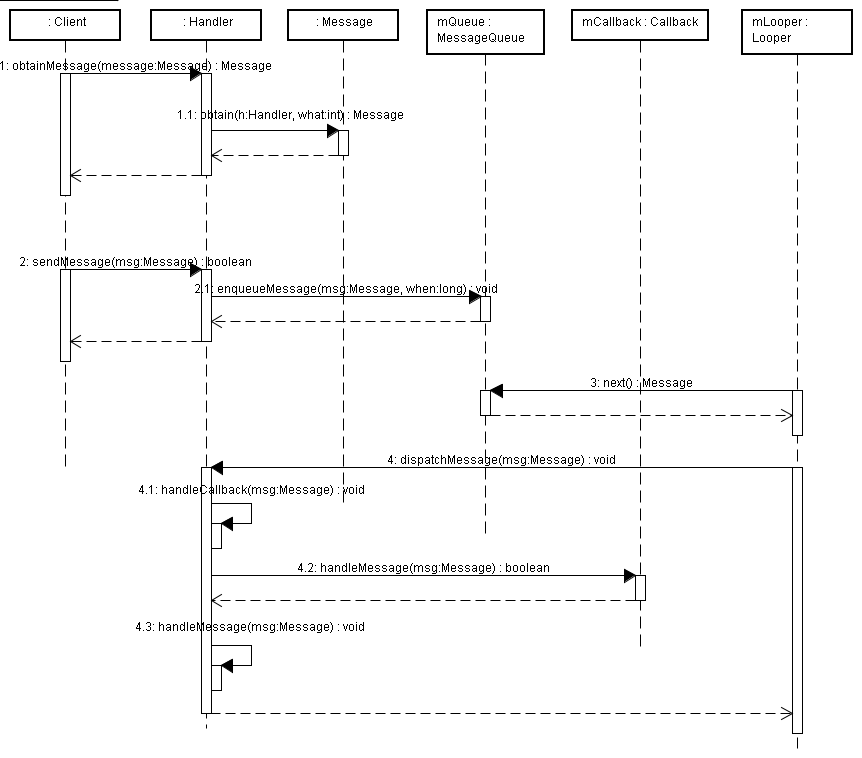 : Client
: Handler
: Message
mQueue :
MessageQueue
mCallback : Callback
mLooper :
Looper
1: obtainMessage(message:Message) : Message
1.1: obtain(h:Handler, what:int) : Message
2: sendMessage(msg:Message) : boolean
2.1: enqueueMessage(msg:Message, when:long) : void
3: next() : Message
4: dispatchMessage(msg:Message) : void
4.1: handleCallback(msg:Message) : void
4.2: handleMessage(msg:Message) : boolean
4.3: handleMessage(msg:Message) : void